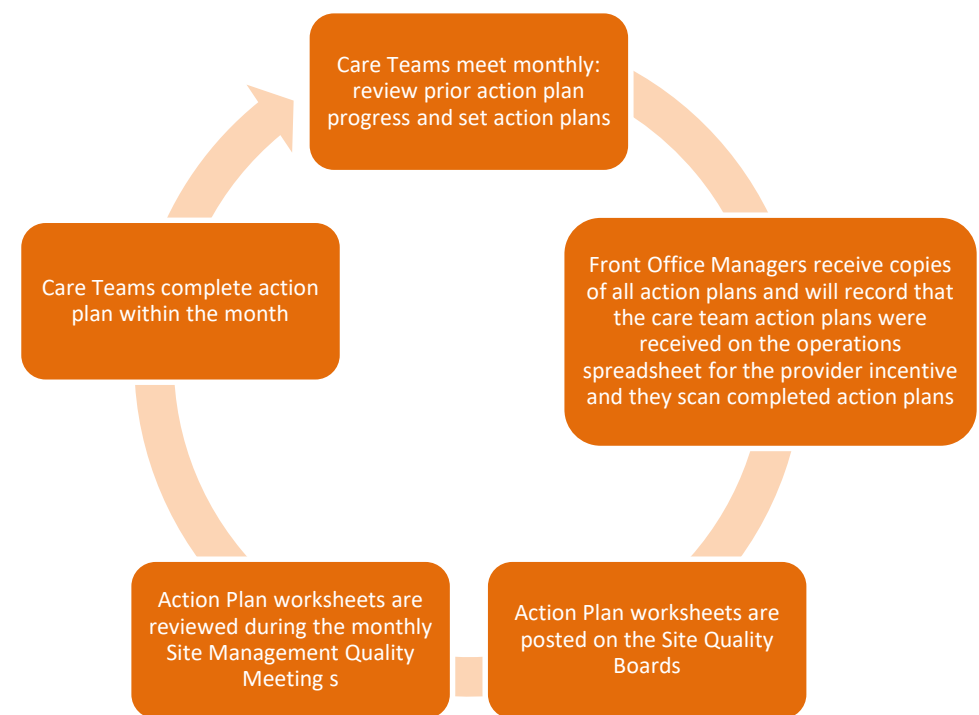 Care Teams meet monthly:
review prior action plan
progress and set action plans
Front Office Managers receive copies
of all action plans and will record that
the care team action plans were
received on the operations
spreadsheet for the provider incentive
and they scan completed action plans
Action Plan worksheets are
posted on the Site Quality
Boards
Action Plan worksheets are
reviewed during the monthly
Site Management Quality
Meeting s
Care Teams complete action
plan within the month